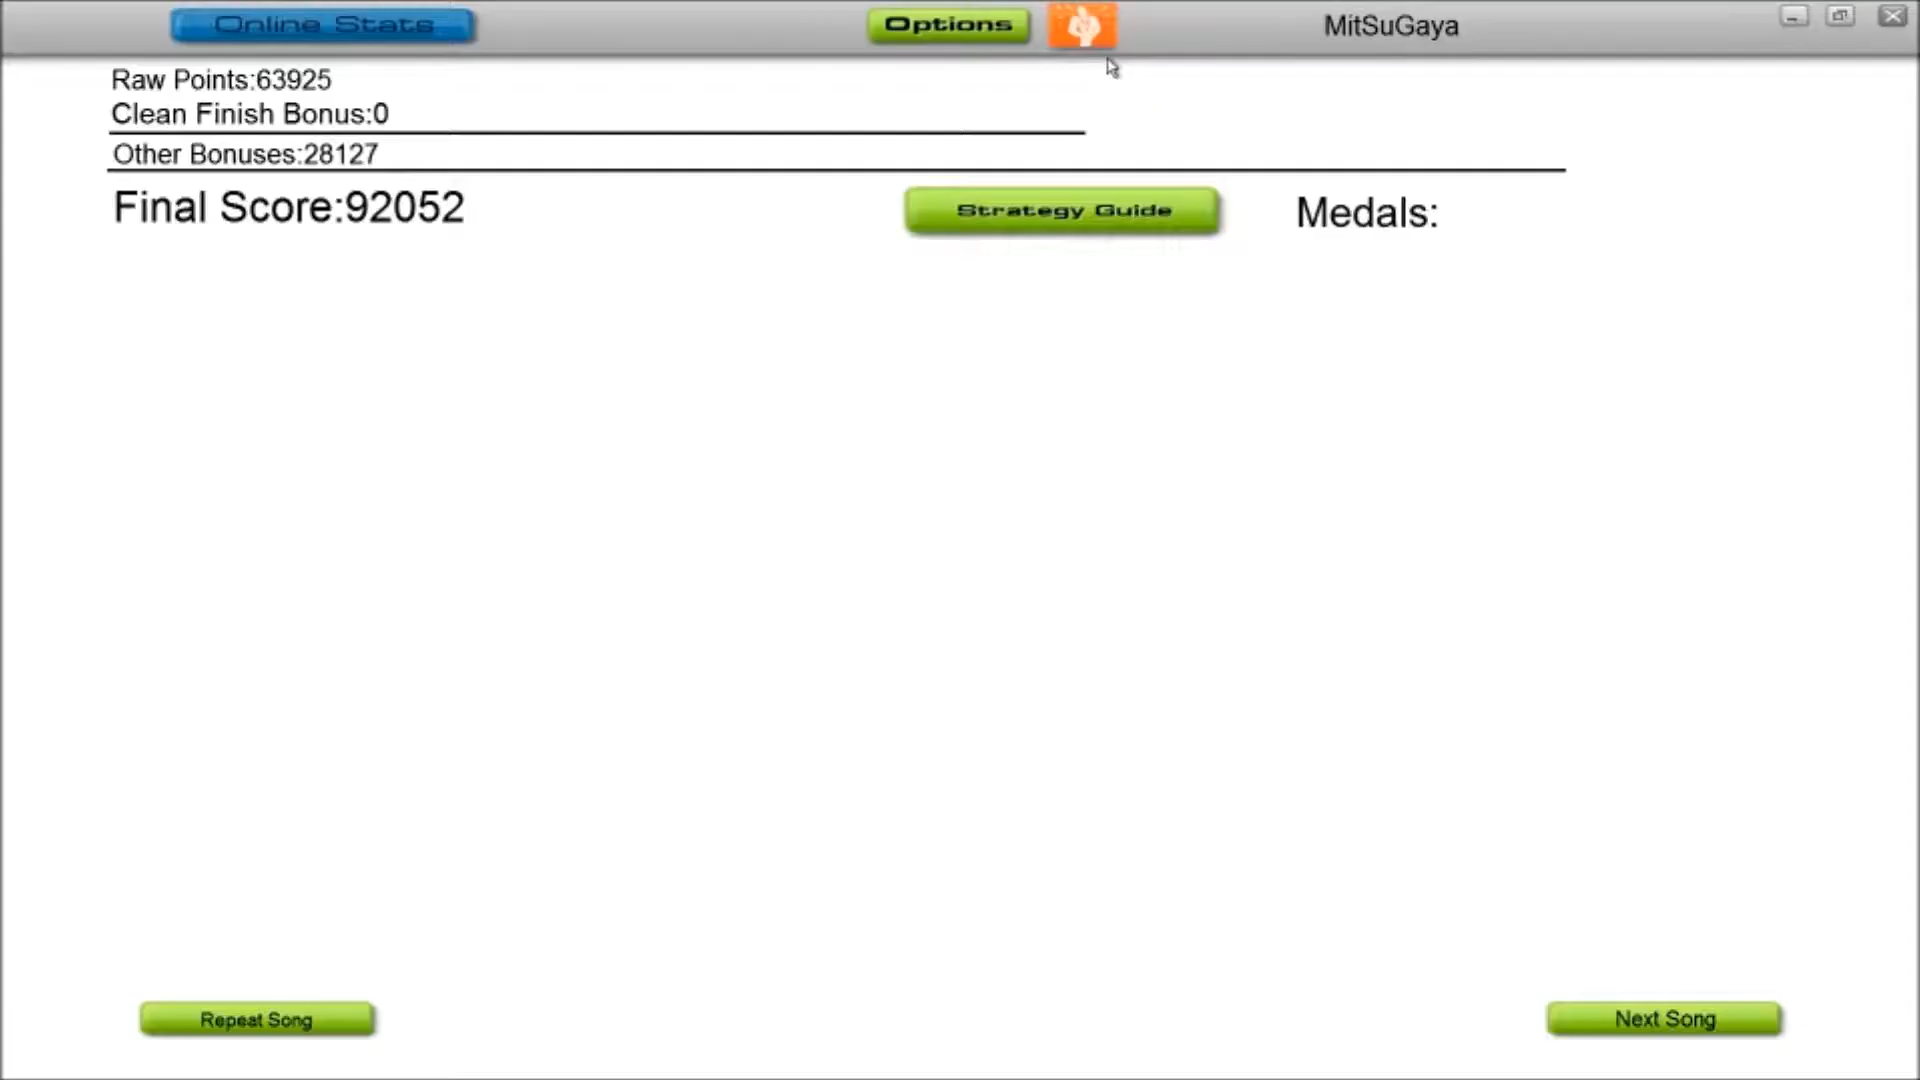 Online Stats
Options
MitSuGaya
Raw Points:63925
Clean Finish Bonus:0
Other Bonuses:28127
Final Score:92052
Strategy Guide
Medals:
Repeat Song
Next Song